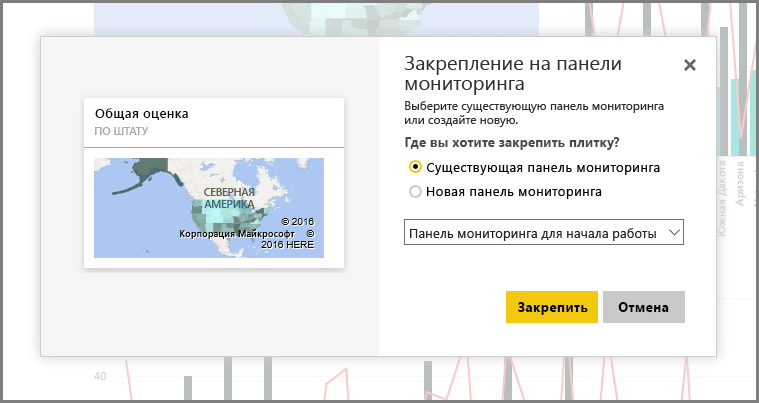 Общая оценка
ПО ШТАТУ
СЕВЕРНАЯ
АМЕРИКА
© 2016
Корпорация Майкрософт ©
2016 HERE
Закрепление на панели
мониторинга
Выберите существующую панель мониторинга
или создайте новую.
Где вы хотите закрепить плитку?
Существующая панель мониторинга
Новая панель мониторинга
Панель мониторинга для начала работы
Закрепить
Отмена
Южная Дакота
Аризона
40